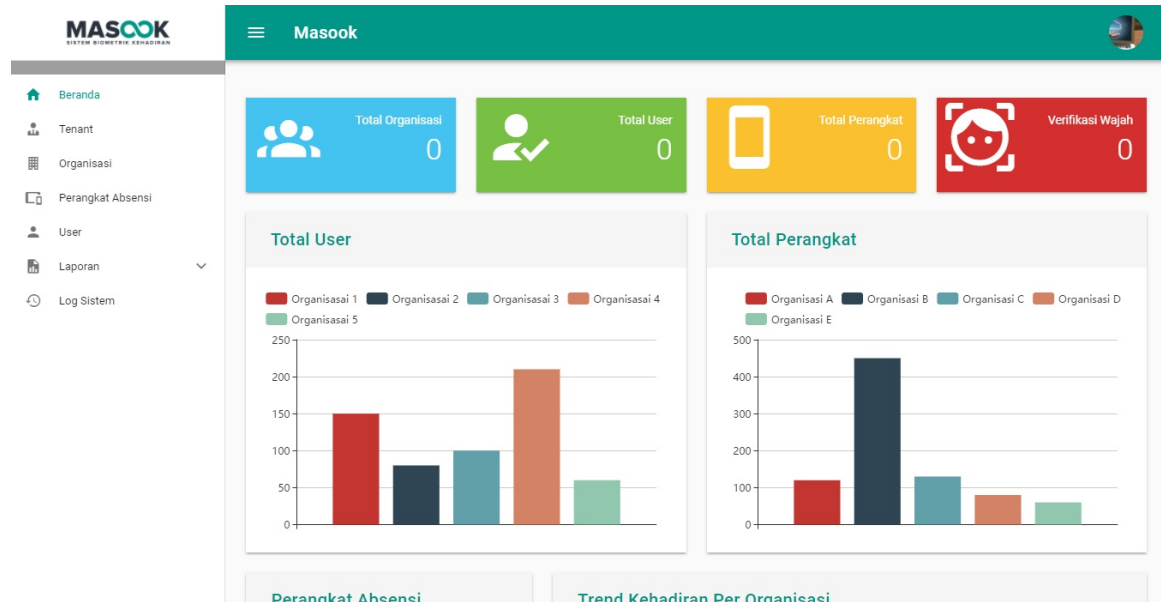 MASOOK
SISTEM BIOMETRIK KEHADIRAN
Masook
Beranda
Tenant
Organisasi
Perangkat Absensi
User
Laporan
Log Sistem
Total Organisasi
0
Total User
0
Total Perangkat
0
Verifikasi Wajah
0
Total User
Organisasai 1 Organisasai 2 Organisasai 3 Organisasai 4
Organisasai 5
250
200
150
100
50
0
Total Perangkat
Organisasi A Organisasi B Organisasi C Organisasi D
Organisasi E
500
400
300
200
100
0
Perangkat Absensi
Trend Kehadiran Per Organisasi